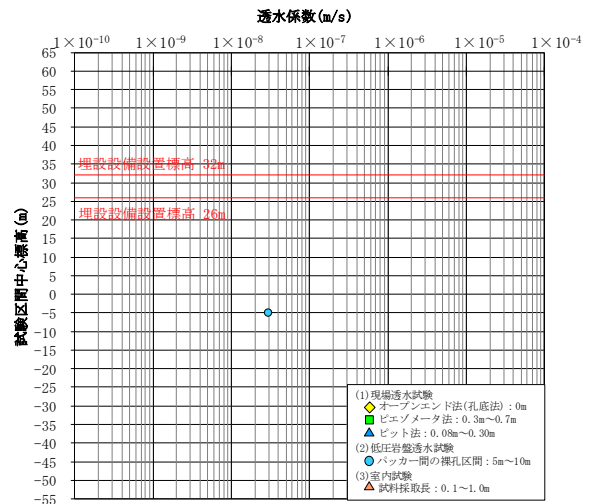 透水係数(m/s)
1×10⁻¹⁰ 1×10⁻⁹ 1×10⁻⁸ 1×10⁻⁷ 1×10⁻⁶ 1×10⁻⁵ 1×10⁻⁴
65
60
55
50
45
40
35
30
25
20
15
10
5
0
-5
-10
-15
-20
-25
-30
-35
-40
-45
-50
-55
試験区間中心標高(m)
埋設設備設置標高 32m
埋設設備設置標高 26m
(1)現場透水試験
オープンエンド法(孔底法):0m
ピエゾメータ法:0.3m～0.7m
ピット法:0.08m～0.30m
(2)低圧岩盤透水試験
パッカー間の裸孔区間:5m～10m
(3)室内試験
試料採取長:0.1～1.0m